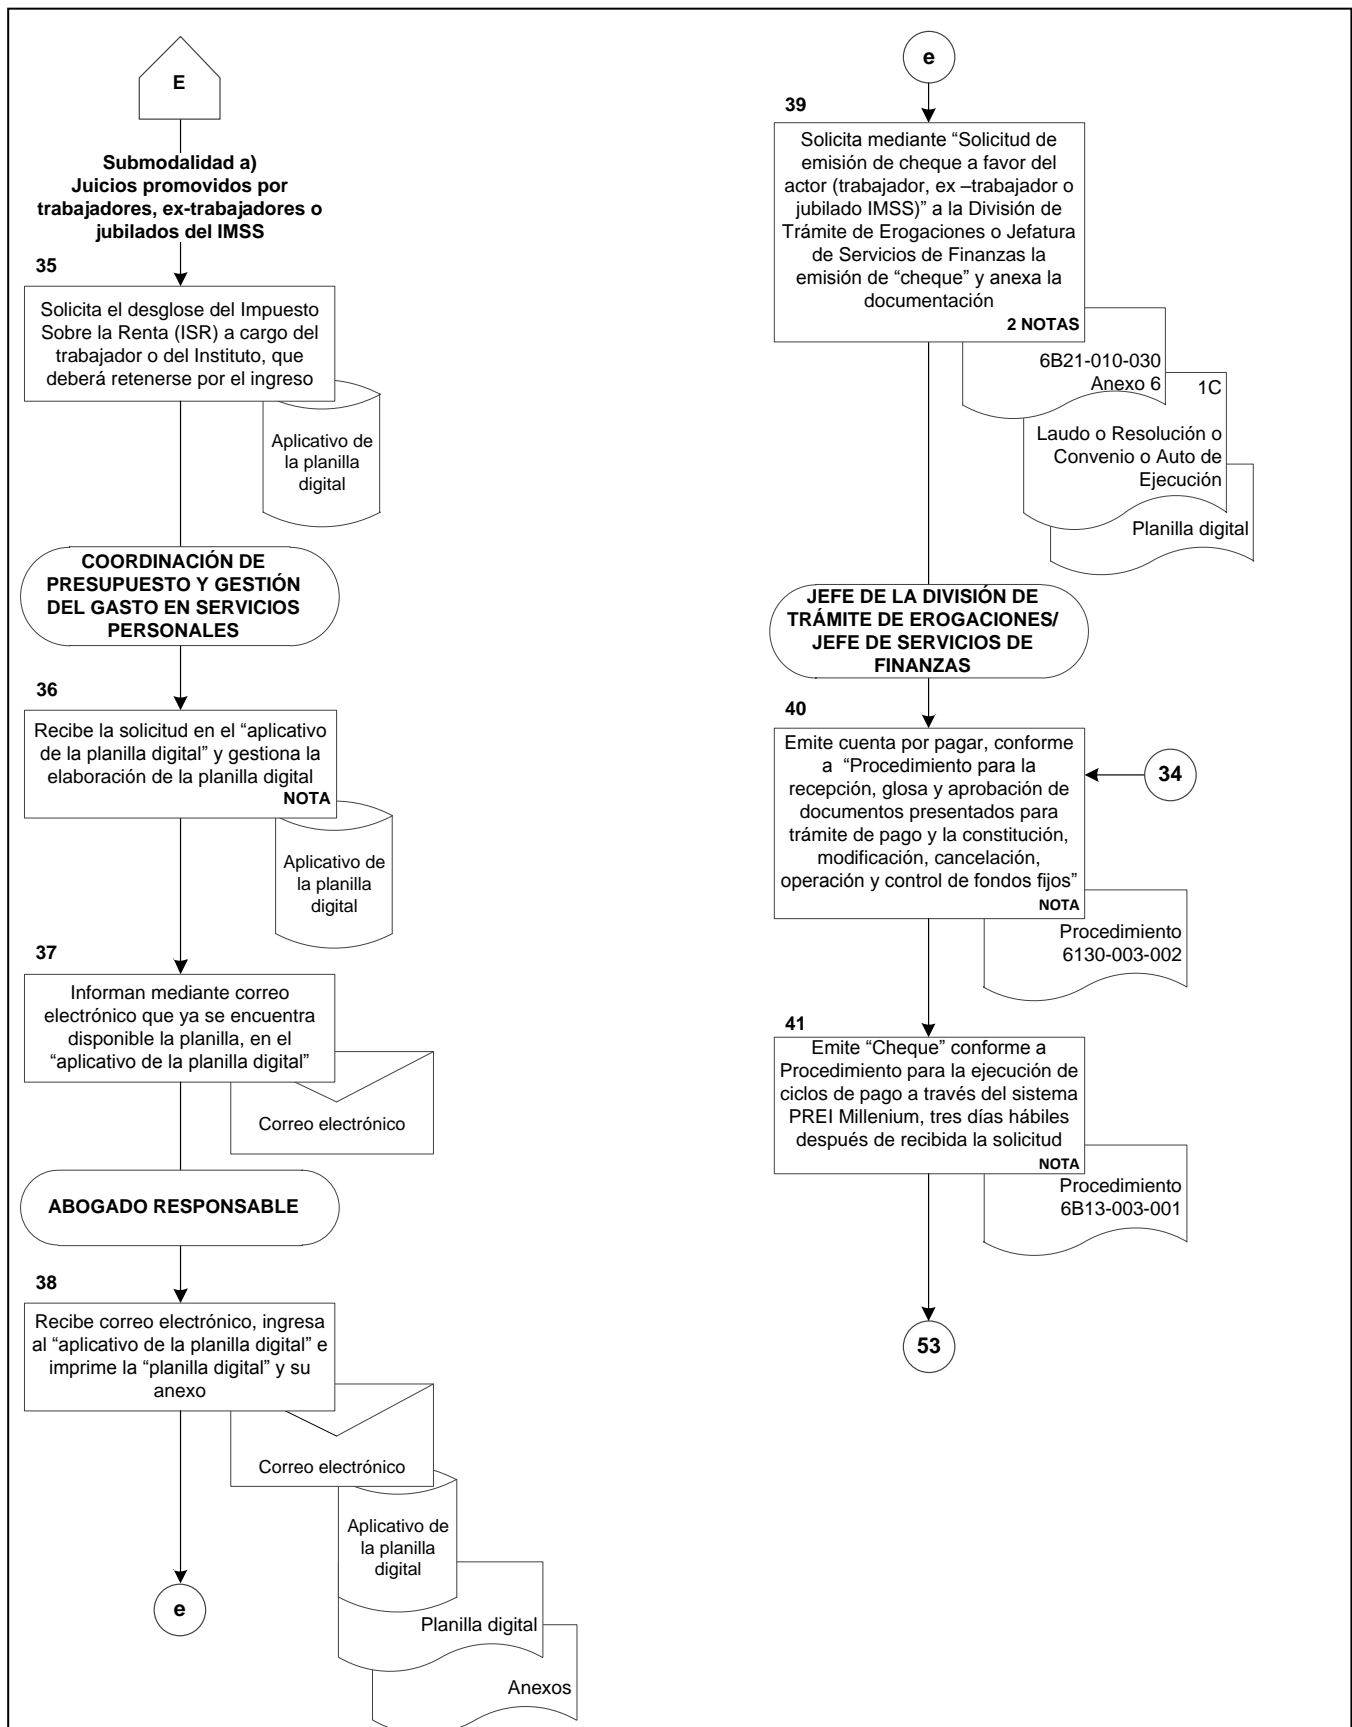 E
Submodalidad a)
Juicios promovidos por
trabajadores, ex-trabajadores o
jubilados del IMSS
35
Solicita el desglose del Impuesto
Sobre la Renta (ISR) a cargo del
trabajador o del Instituto, que
deberá retenerse por el ingreso
Aplicativo de
la planilla
digital
COORDINACIÓN DE
PRESUPUESTO Y GESTIÓN
DEL GASTO EN SERVICIOS
PERSONALES
36
Recibe la solicitud en el “aplicativo
de la planilla digital” y gestiona la
elaboración de la planilla digital
NOTA
Aplicativo de
la planilla
digital
37
Informan mediante correo
electrónico que ya se encuentra
disponible la planilla, en el
“aplicativo de la planilla digital”
Correo electrónico
ABOGADO RESPONSABLE
38
Recibe correo electrónico, ingresa
al “aplicativo de la planilla digital” e
imprime la “planilla digital” y su
anexo
Correo electrónico
Aplicativo de
la planilla
digital
Planilla digital
Anexos
e
e
39
Solicita mediante “Solicitud de
emisión de cheque a favor del
actor (trabajador, ex –trabajador o
jubilado IMSS)” a la División de
Trámite de Erogaciones o Jefatura
de Servicios de Finanzas la
emisión de “cheque” y anexa la
documentación
2 NOTAS
6B21-010-030
Anexo 6
1C
Laudo o Resolución o
Convenio o Auto de
Ejecución
Planilla digital
JEFE DE LA DIVISIÓN DE
TRÁMITE DE EROGACIONES/
JEFE DE SERVICIOS DE
FINANZAS
40
Emite cuenta por pagar, conforme
a “Procedimiento para la
recepción, glosa y aprobación de
documentos presentados para
trámite de pago y la constitución,
modificación, cancelación,
operación y control de fondos fijos”
NOTA
34
Procedimiento
6130-003-002
41
Emite “Cheque” conforme a
Procedimiento para la ejecución de
ciclos de pago a través del sistema
PREI Millenium, tres días hábiles
después de recibida la solicitud
NOTA
Procedimiento
6B13-003-001
53